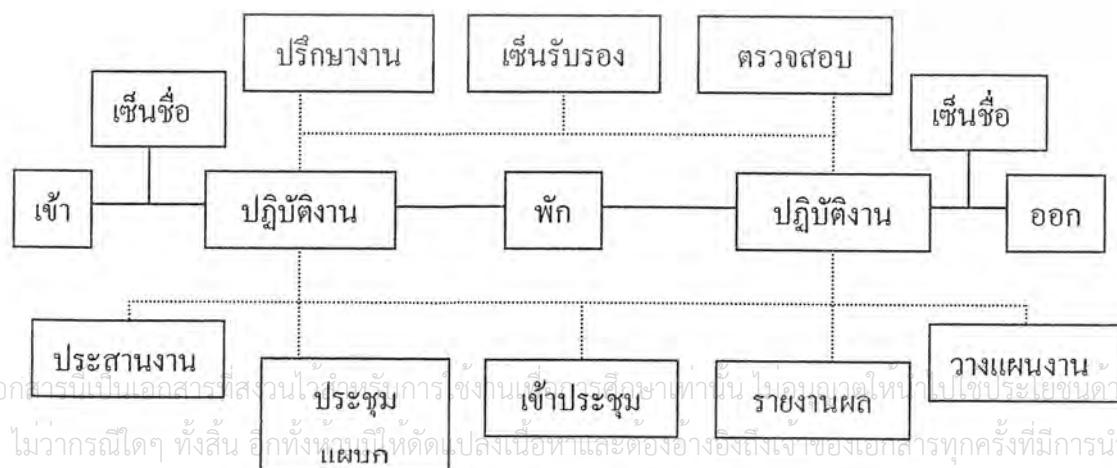 ปรึกษางาน
เซ็นรับรอง
ตรวจสอบ
เซ็นชื่อ
เซ็นชื่อ
เข้า
ปฏิบัติงาน
พัก
ปฏิบัติงาน
ออก
ประสานงาน
ประชุม
แผนก
เข้าประชุม
รายงานผล
วางแผนงาน
เอกสารนี้เป็นเอกสารที่สงวนไว้สำหรับการใช้งานเพื่อการศึกษาเท่านั้น ไม่อนุญาตให้นำไปใช้ประโยชน์ด้า
ไม่ว่ากรณีใดๆ ทั้งสิ้น อีกทั้งห้ามมิให้ดัดแปลงเนื้อหาและต้องอ้างอิงถึงเจ้าของเอกสารทุกครั้งที่มีการนำ